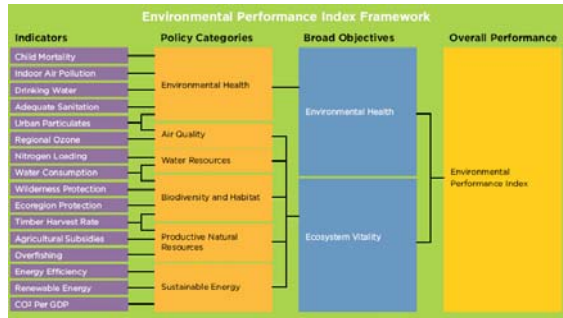 Environmental Performance Index Framework
Indicators
Policy Categories
Broad Objectives
Overall Performance
Child Mortality
Indoor Air Pollution
Drinking Water
Adequate Sanitation
Urban Particulates
Regional Ozone
Nitrogen Loading
Water Consumption
Wilderness Protection
Ecoregion Protection
Timber Harvest Rate
Agricultural Subsidies
Overfishing
Energy Efficiency
Renewable Energy
CO² Per GDP
Environmental Health
Air Quality
Water Resources
Biodiversity and Habitat
Productive Natural
Resources
Sustainable Energy
Environmental Health
Ecosystem Vitality
Environmental
Performance Index